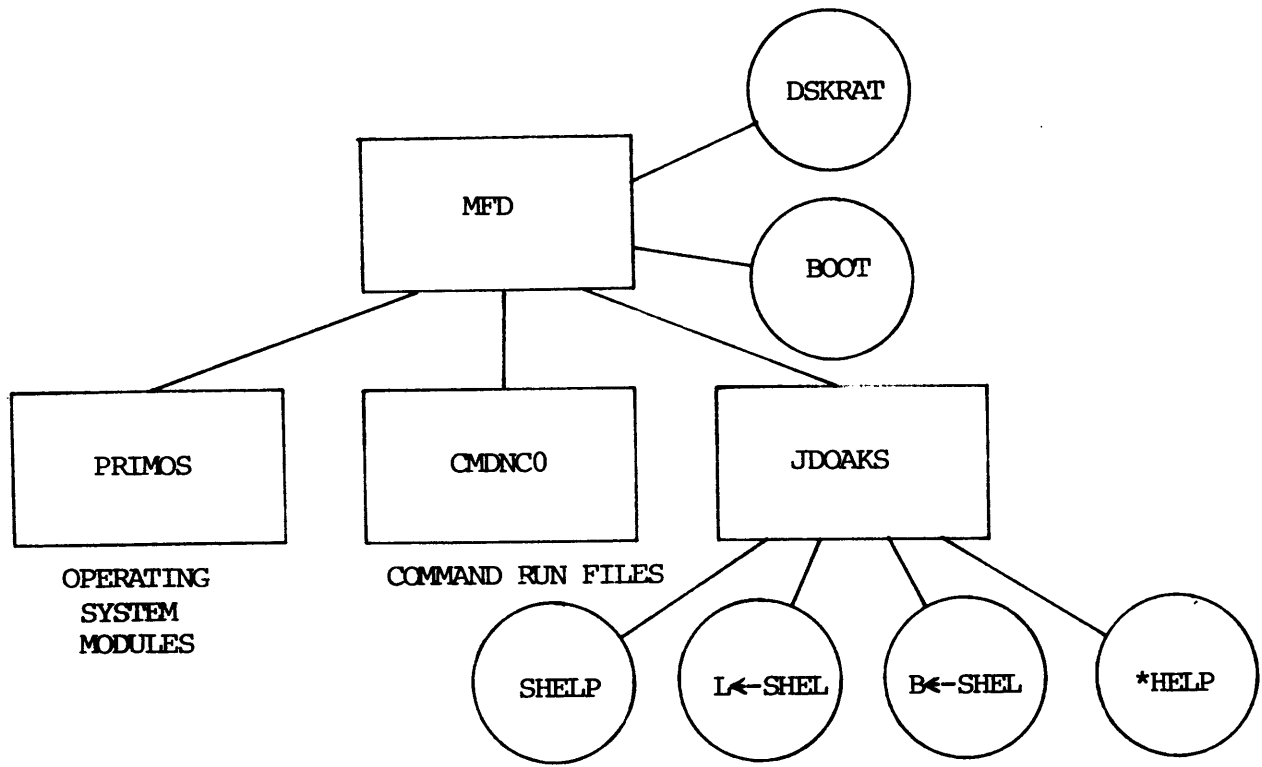 DSKRAT
MFD
BOOT
PRIMOS
CMDNC0
JDOAKS
OPERATING
SYSTEM
MODULES
COMMAND RUN FILES
SHELP
L<-SHEL
B<-SHEL
*HELP